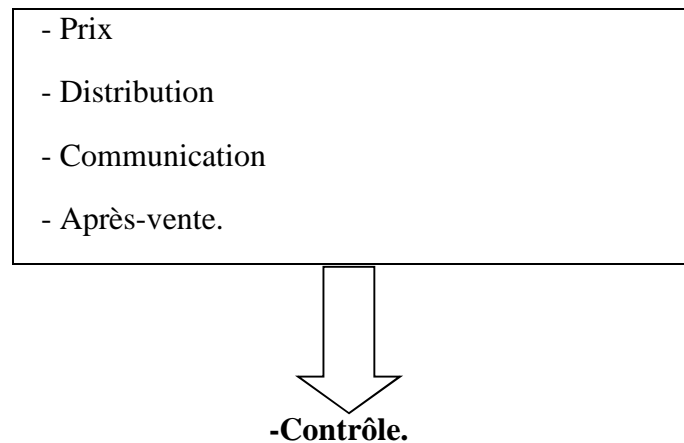 - Prix
- Distribution
- Communication
- Après-vente.
-Contrôle.